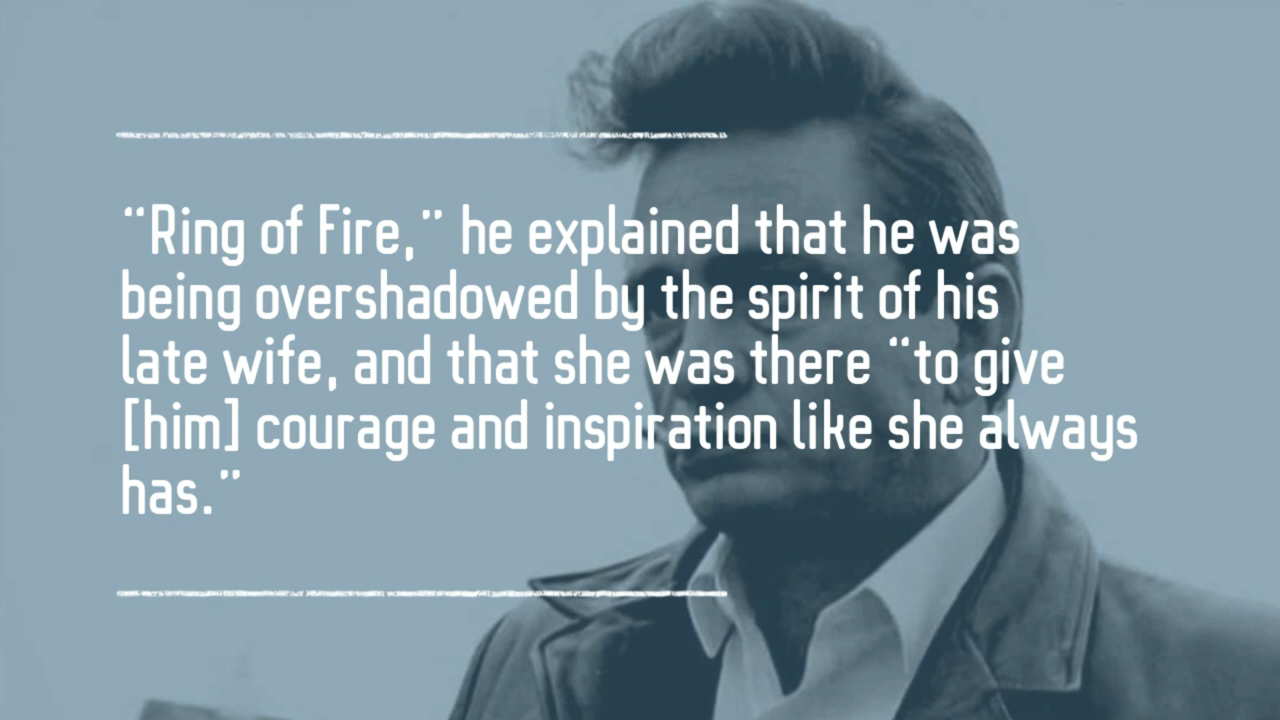 “Ring of Fire,” he explained that he was
being overshadowed by the spirit of his
late wife, and that she was there “to give
[him] courage and inspiration like she always
has.”